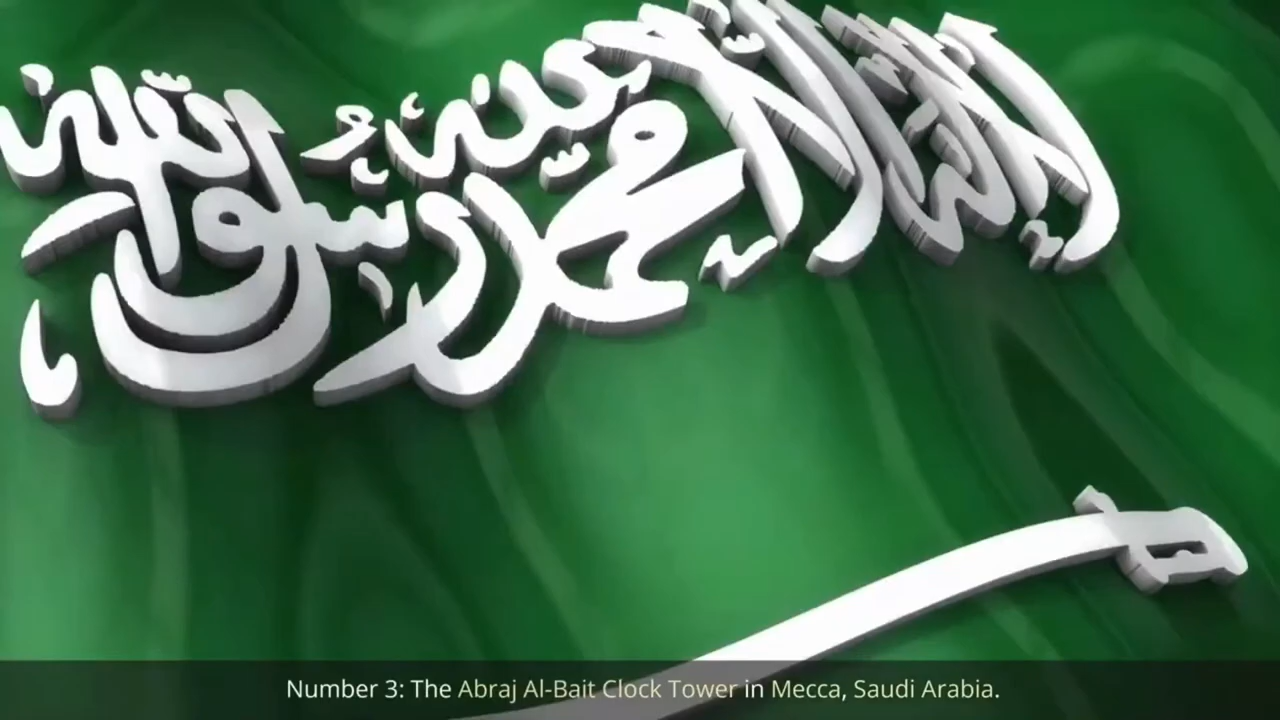 لا إله إلا الله محمد رسول الله
Number 3: The Abraj Al-Bait Clock Tower in Mecca, Saudi Arabia.